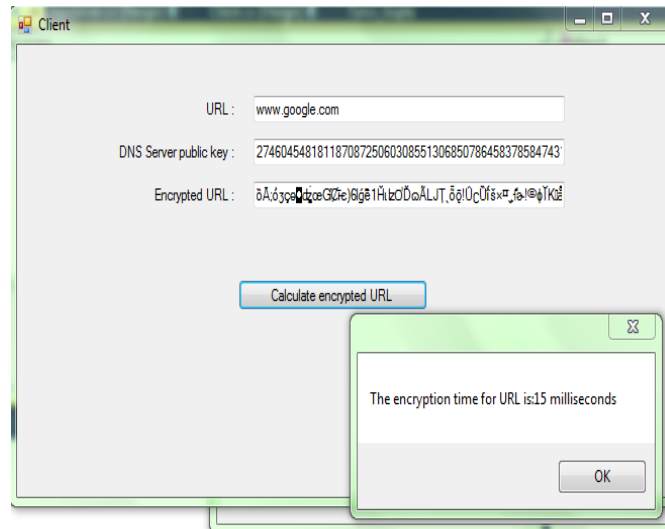 Client
X
URL :
www.google.com
DNS Server public key :
Encrypted URL :
Calculate encrypted URL
The encryption time for URL is:15 milliseconds
OK